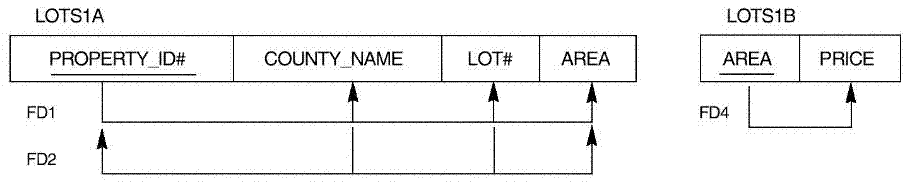 LOTS1A
PROPERTY_ID# COUNTY_NAME LOT# AREA
FD1
FD2
LOTS1B
AREA PRICE
FD4